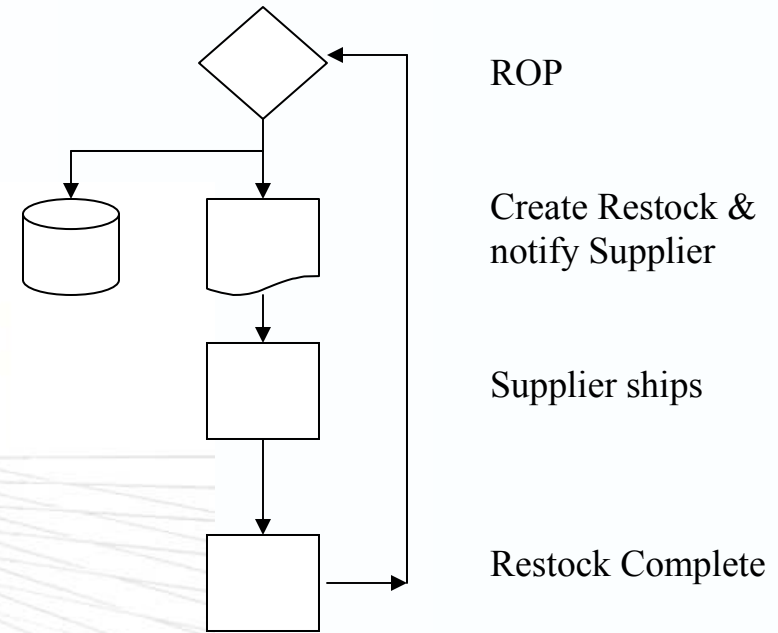 ROP
Create Restock &
notify Supplier
Supplier ships
Restock Complete